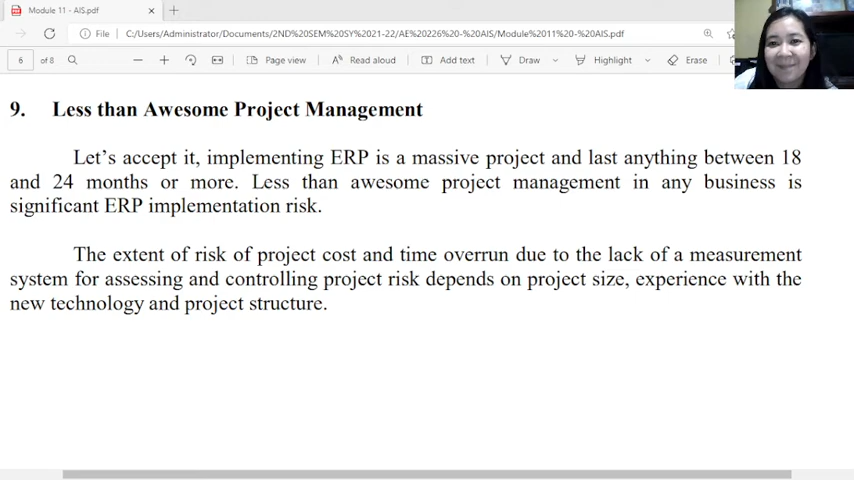 Module 11 - AIS.pdf
File C:/Users/Administrator/Documents/2ND%20SEM%20SY%2021-22/AE%20226%20-%20AIS/Module%2011%20-%20AIS.pdf
6 of 8 Page view Read aloud Add text Draw Highlight Erase
9. Less than Awesome Project Management
Let’s accept it, implementing ERP is a massive project and last anything between 18
and 24 months or more. Less than awesome project management in any business is
significant ERP implementation risk.
The extent of risk of project cost and time overrun due to the lack of a measurement
system for assessing and controlling project risk depends on project size, experience with the
new technology and project structure.